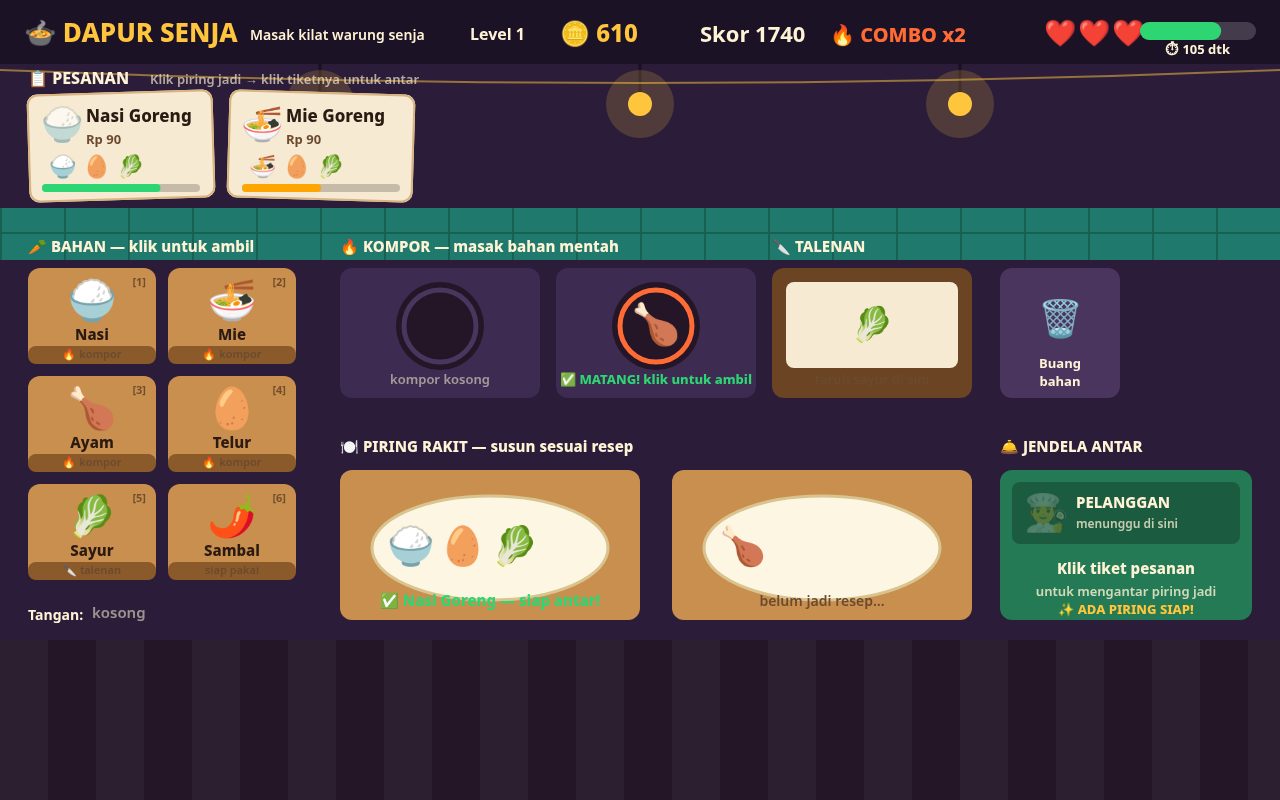 DAPUR SENJA
Masak kilat warung senja
Level 1
610
Skor 1740
COMBO x2
105 dtk
PESANAN
Klik piring jadi → klik tiketnya untuk antar
Nasi Goreng
Rp 90
Mie Goreng
Rp 90
BAHAN — klik untuk ambil
KOMPOR — masak bahan mentah
TALENAN
[1]
Nasi
kompor
[2]
Mie
kompor
[3]
Ayam
kompor
[4]
Telur
kompor
[5]
Sayur
talenan
[6]
Sambal
siap pakai
Tangan: kosong
kompor kosong
MATANG! klik untuk ambil
taruh sayur di sini
Buang
bahan
PIRING RAKIT — susun sesuai resep
Nasi Goreng — siap antar!
belum jadi resep...
JENDELA ANTAR
PELANGGAN
menunggu di sini
Klik tiket pesanan
untuk mengantar piring jadi
ADA PIRING SIAP!